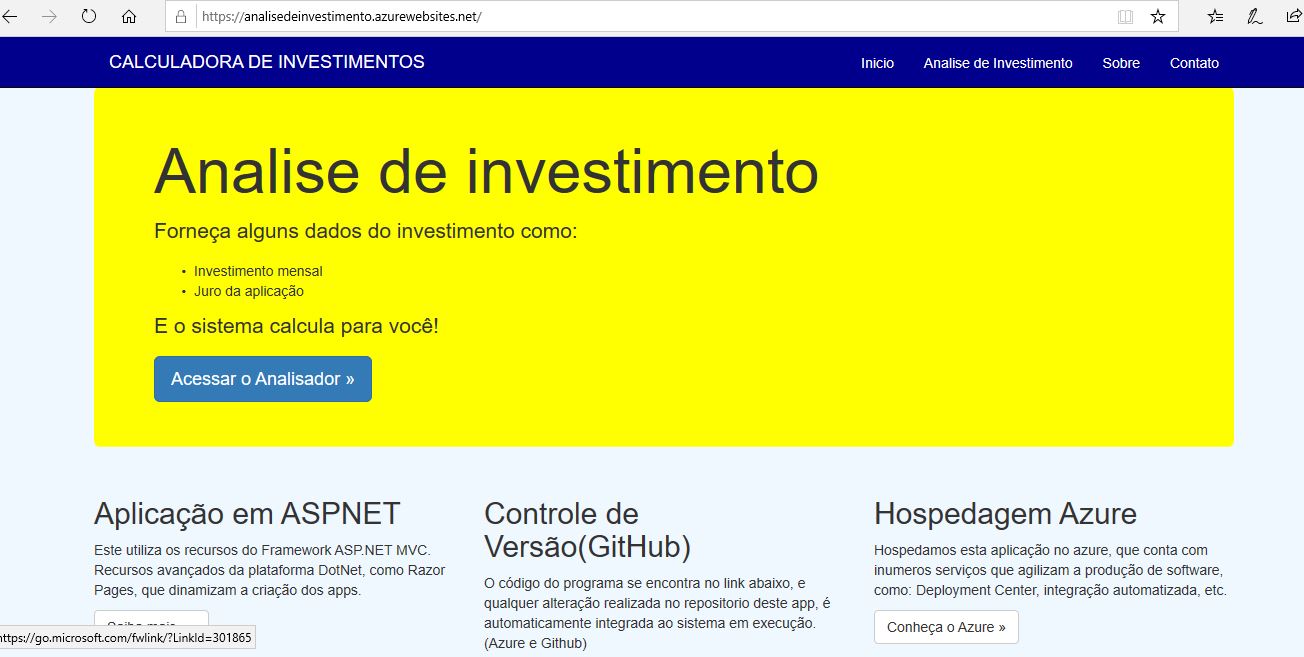 https://analisedeinvestimento.azurewebsites.net/
CALCULADORA DE INVESTIMENTOS
Inicio
Analise de Investimento
Sobre
Contato
Analise de investimento
Forneça alguns dados do investimento como:
• Investimento mensal
• Juro da aplicação
E o sistema calcula para você!
Acessar o Analisador »
Aplicação em ASPNET
Este utiliza os recursos do Framework ASP.NET MVC.
Recursos avançados da plataforma DotNet, como Razor
Pages, que dinamizam a criação dos apps.
Controle de
Versão(GitHub)
O código do programa se encontra no link abaixo, e
qualquer alteração realizada no repositorio deste app, é
automaticamente integrada ao sistema em execução.
(Azure e Github)
Hospedagem Azure
Hospedamos esta aplicação no azure, que conta com
inumeros serviços que agilizam a produção de software,
como: Deployment Center, integração automatizada, etc.
Conheça o Azure »
https://go.microsoft.com/fwlink/?LinkId=301865